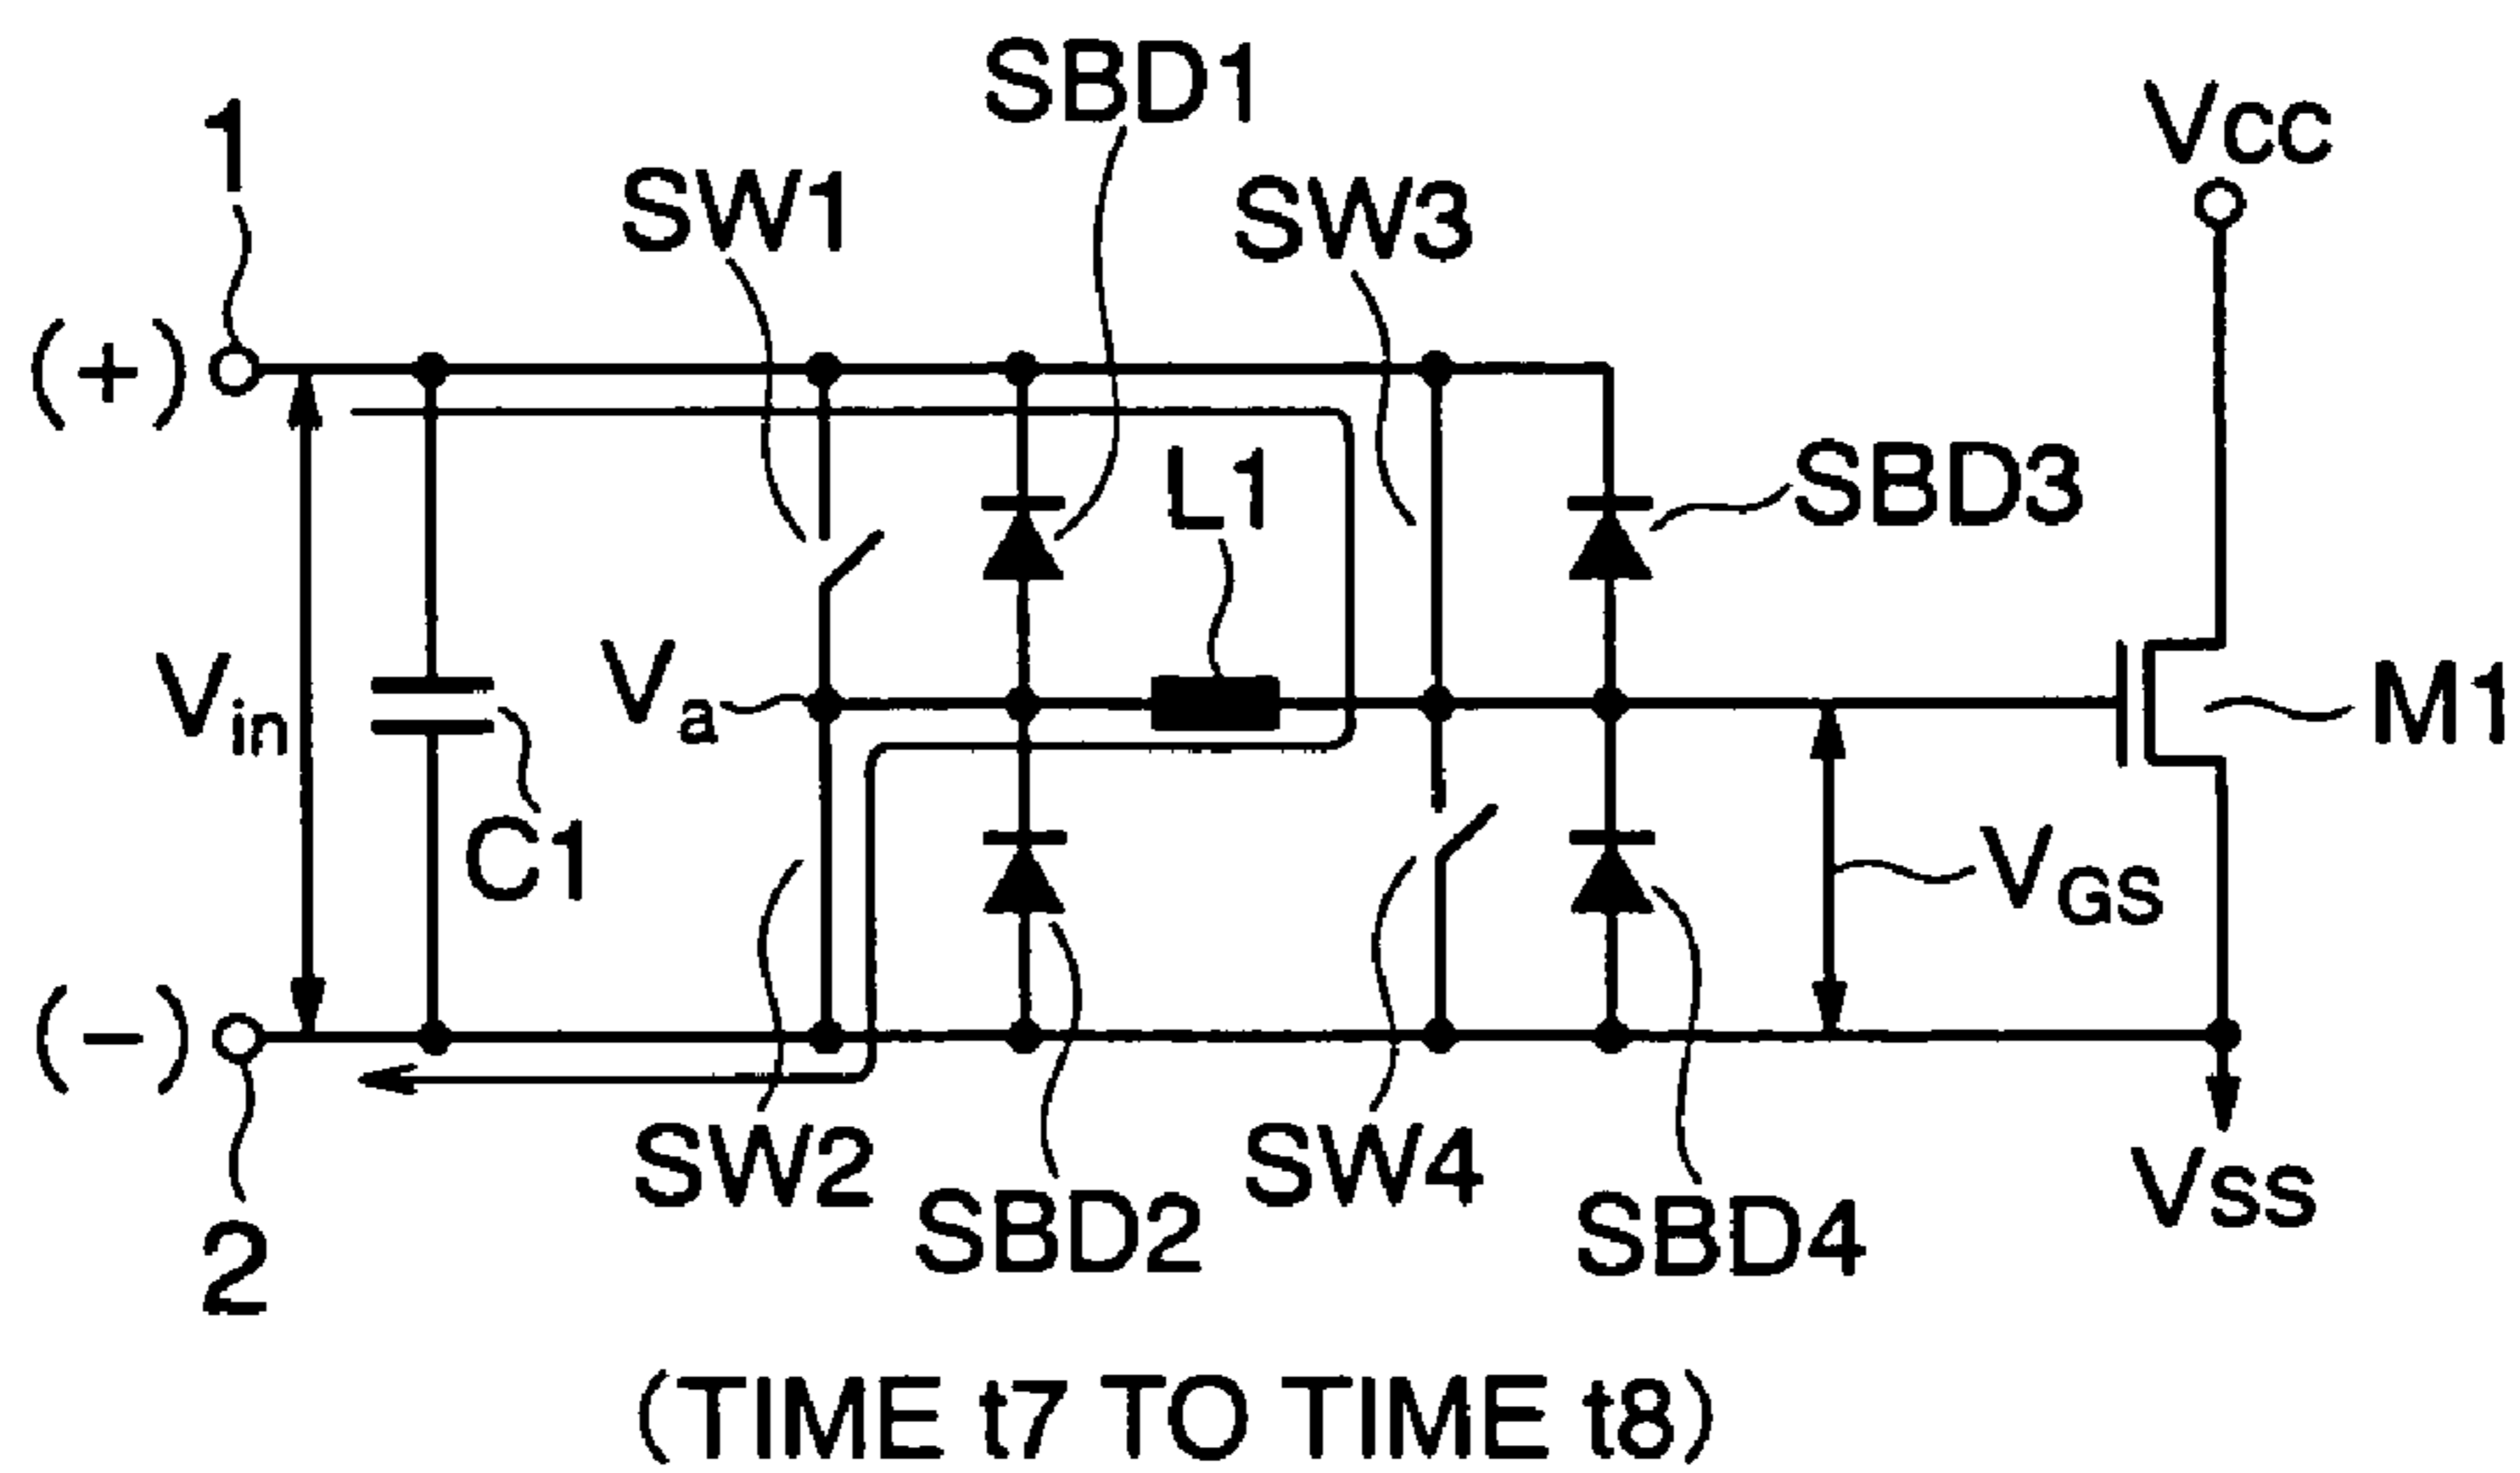 SBD1
1
VCC
SW1
SW3
(+)
L1
SBD3
Vin
Va
M1
C1
VGS
(−)
SW2
SW4
VSS
SBD2
SBD4
2
(TIME t7 TO TIME t8)